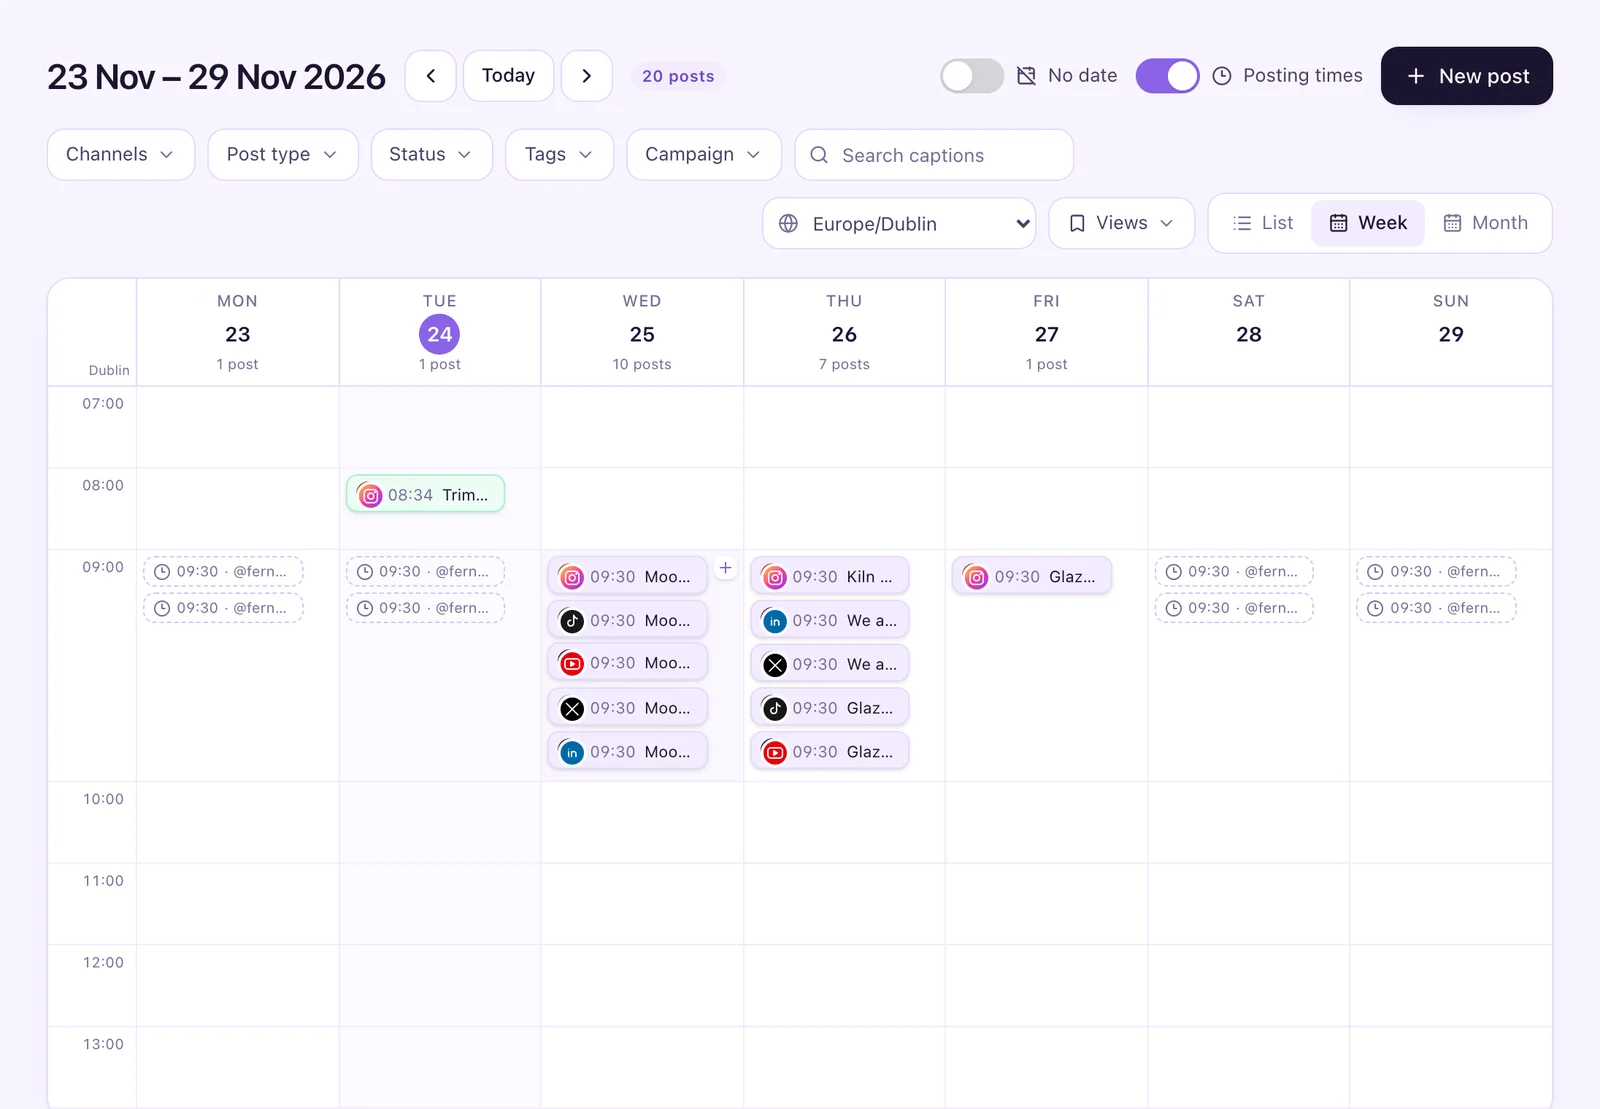 23 Nov – 29 Nov 2026
Today
20 posts
No date
Posting times
New post
Channels
Post type
Status
Tags
Campaign
Search captions
Europe/Dublin
Views
List
Week
Month
Dublin
MON
23
1 post
TUE
24
1 post
WED
25
10 posts
THU
26
7 posts
FRI
27
1 post
SAT
28
SUN
29
07:00
08:00
08:34 Trim...
09:00
09:30 · @fern...
09:30 · @fern...
09:30 · @fern...
09:30 · @fern...
09:30 Moo...
09:30 Moo...
09:30 Moo...
09:30 Moo...
in 09:30 Moo...
09:30 Kiln ...
in 09:30 We a...
09:30 We a...
09:30 Glaz...
09:30 Glaz...
09:30 Glaz...
09:30 · @fern...
09:30 · @fern...
09:30 · @fern...
09:30 · @fern...
10:00
11:00
12:00
13:00